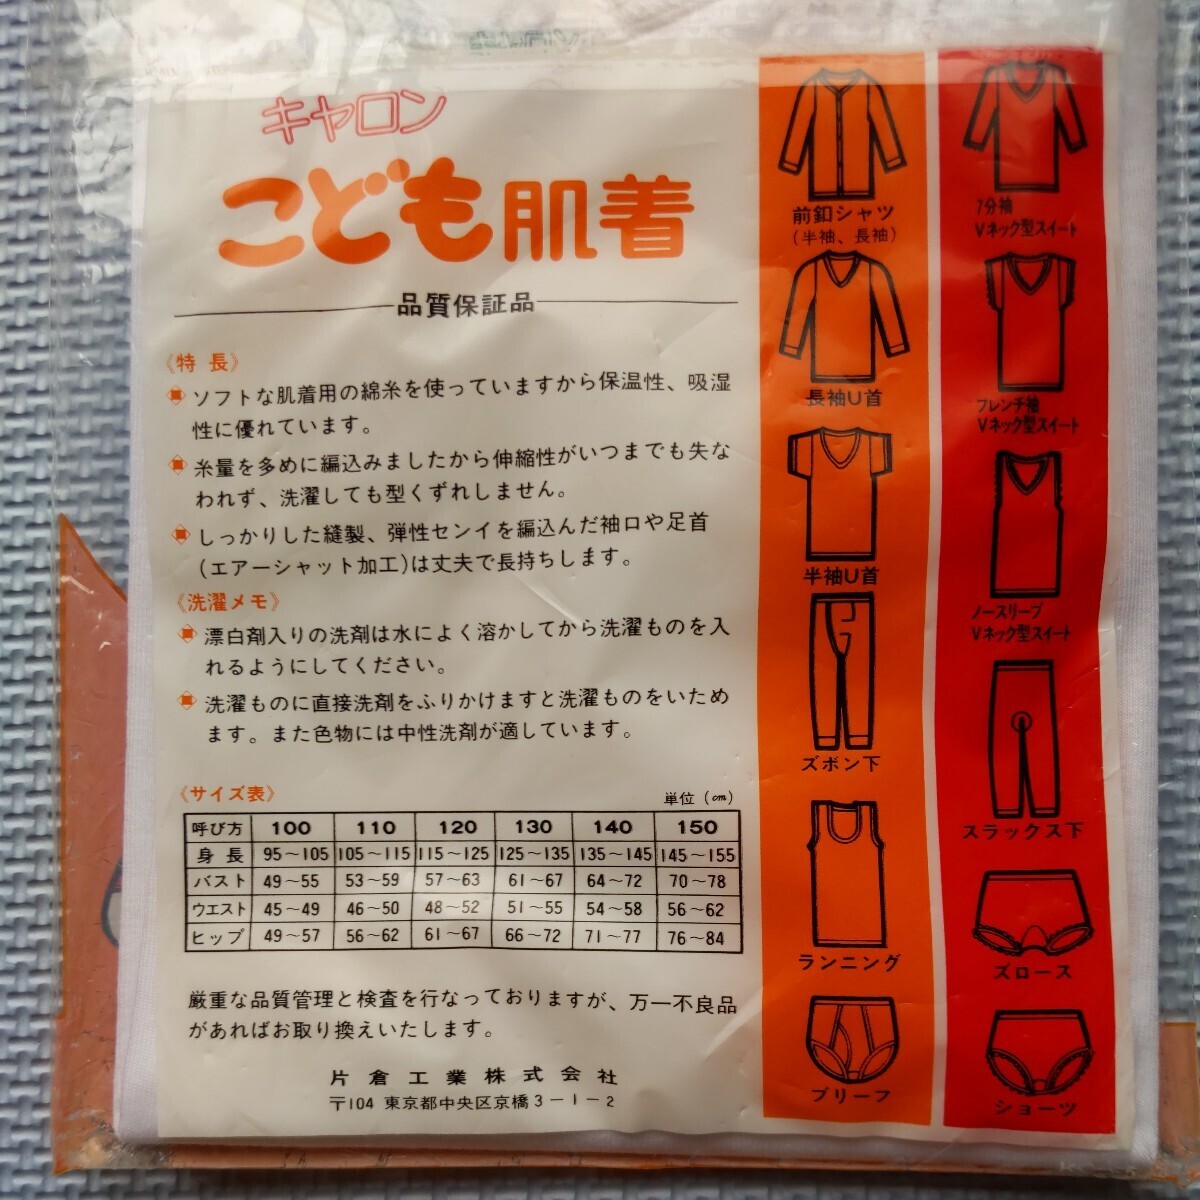 キャロン
こども肌着
品質保証品
《特 長》
ソフトな肌着用の綿糸を使っていますから保温性、吸湿
性に優れています。
糸量を多めに編込みましたから伸縮性がいつまでも失な
われず、洗濯しても型くずれしません。
しっかりした縫製、弾性センイを編込んだ袖口や足首
(エアーシャット加工)は丈夫で長持ちします。
《洗濯メモ》
漂白剤入りの洗剤は水によく溶かしてから洗濯ものを入
れるようにしてください。
洗濯ものに直接洗剤をふりかけますと洗濯ものをいため
ます。また色物には中性洗剤が適しています。
《サイズ表》 単位(cm)
呼び方 100 110 120 130 140 150
身長 95〜105 105〜115 115〜125 125〜135 135〜145 145〜155
バスト 49〜55 53〜59 57〜63 61〜67 64〜72 70〜78
ウエスト 45〜49 46〜50 48〜52 51〜55 54〜58 56〜62
ヒップ 49〜57 56〜62 61〜67 66〜72 71〜77 76〜84
厳重な品質管理と検査を行なっておりますが、万一不良品
があればお取り換えいたします。
片倉工業株式会社
〒104 東京都中央区京橋3-1-2
前釦シャツ
(半袖、長袖)
長袖U首
半袖U首
ズボン下
ランニング
ブリーフ
7分袖
Vネック型スイート
フレンチ袖
Vネック型スイート
ノースリーブ
Vネック型スイート
スラックス下
ズロース
ショーツ